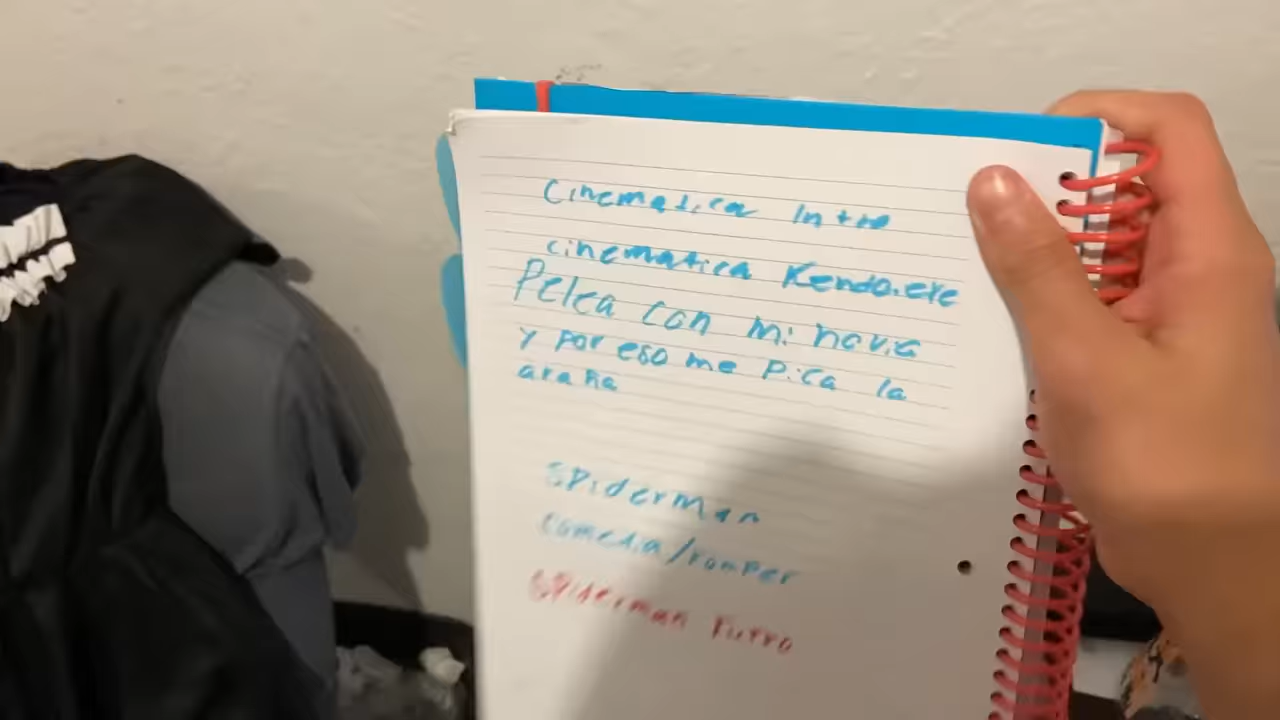 Cinematica Intro
cinematica Kendo.exe
Pelea con mi novia
y por eso me Pica la
araña
SPiderman
comedia/romper
SPiderman Furro